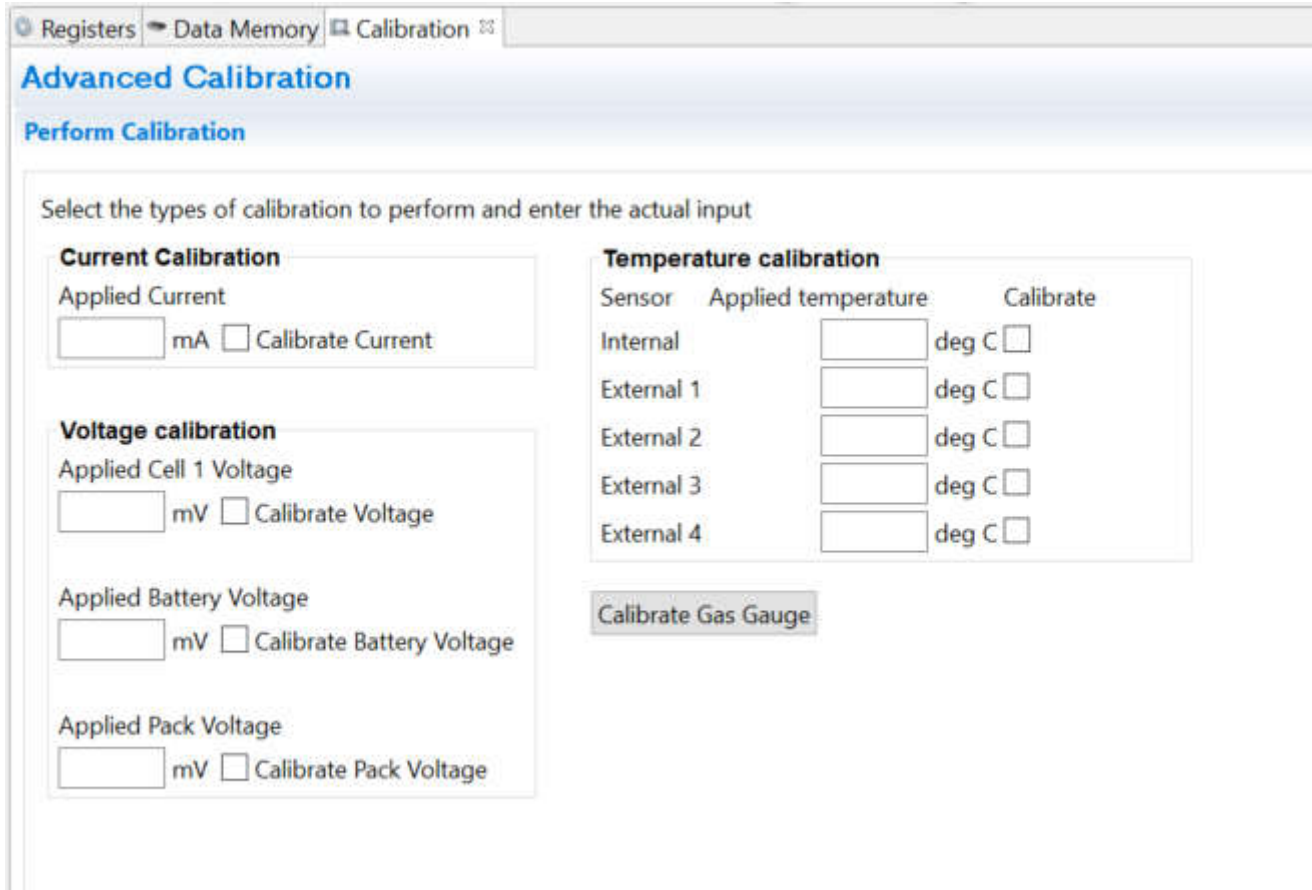 Registers Data Memory Calibration
Advanced Calibration
Perform Calibration
Select the types of calibration to perform and enter the actual input
Current Calibration
Applied Current
mA Calibrate Current
Voltage calibration
Applied Cell 1 Voltage
mV Calibrate Voltage
Applied Battery Voltage
mV Calibrate Battery Voltage
Applied Pack Voltage
mV Calibrate Pack Voltage
Temperature calibration
Sensor Applied temperature Calibrate
Internal deg C
External 1 deg C
External 2 deg C
External 3 deg C
External 4 deg C
Calibrate Gas Gauge